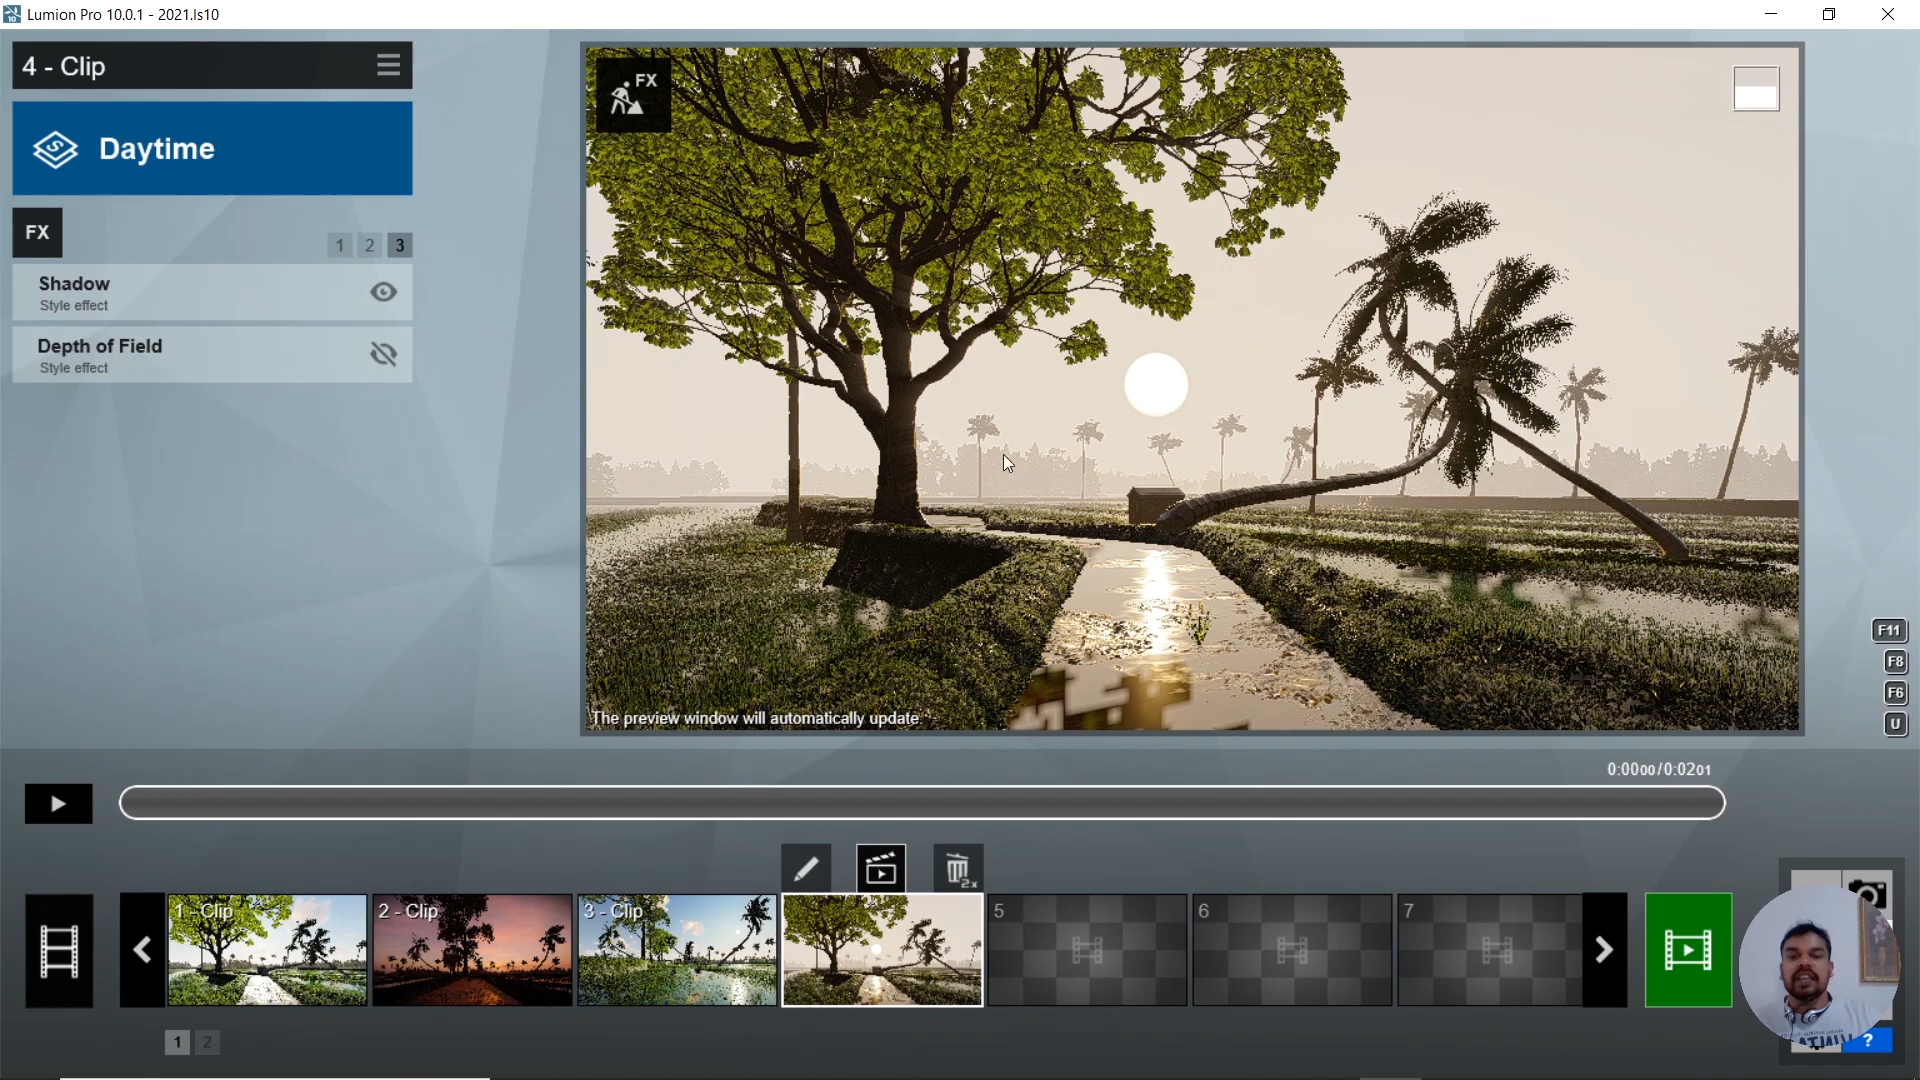 Lumion Pro 10.0.1 - 2021.ls10
4 - Clip
Daytime
FX
1 2 3
Shadow
Style effect
Depth of Field
Style effect
FX
The preview window will automatically update.
F11
F8
F6
U
0:0000/0:0201
2x
1 - Clip
2 - Clip
3 - Clip
5
6
7
1 2
?